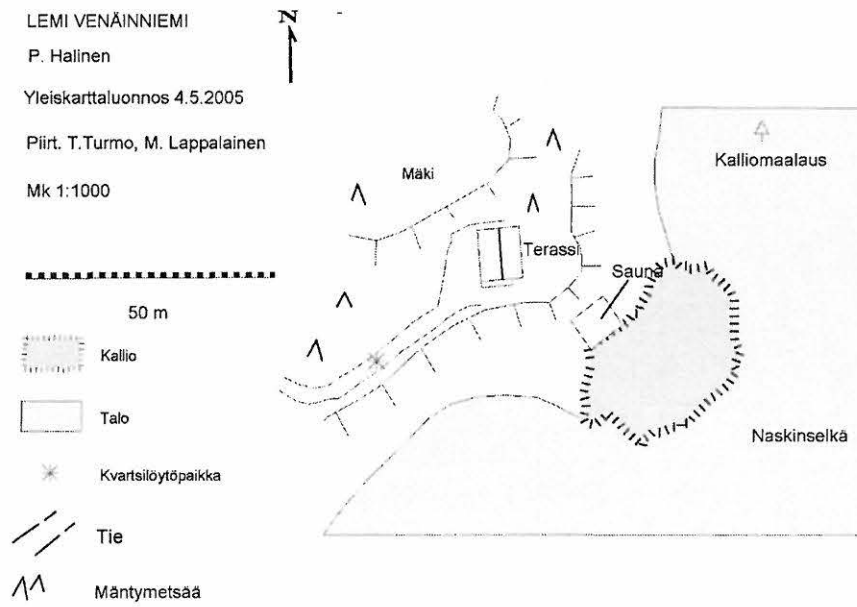 LEMI VENÄINNIEMI
P. Halinen
Yleiskarttaluonnos 4.5.2005
Piirt. T.Turmo, M. Lappalainen
Mk 1:1000
50 m
Kallio
Talo
Kvartsilöytöpaikka
Tie
Mäntymetsää
N
Mäki
Terassi
Sauna
Kalliomaalaus
Naskinselkä